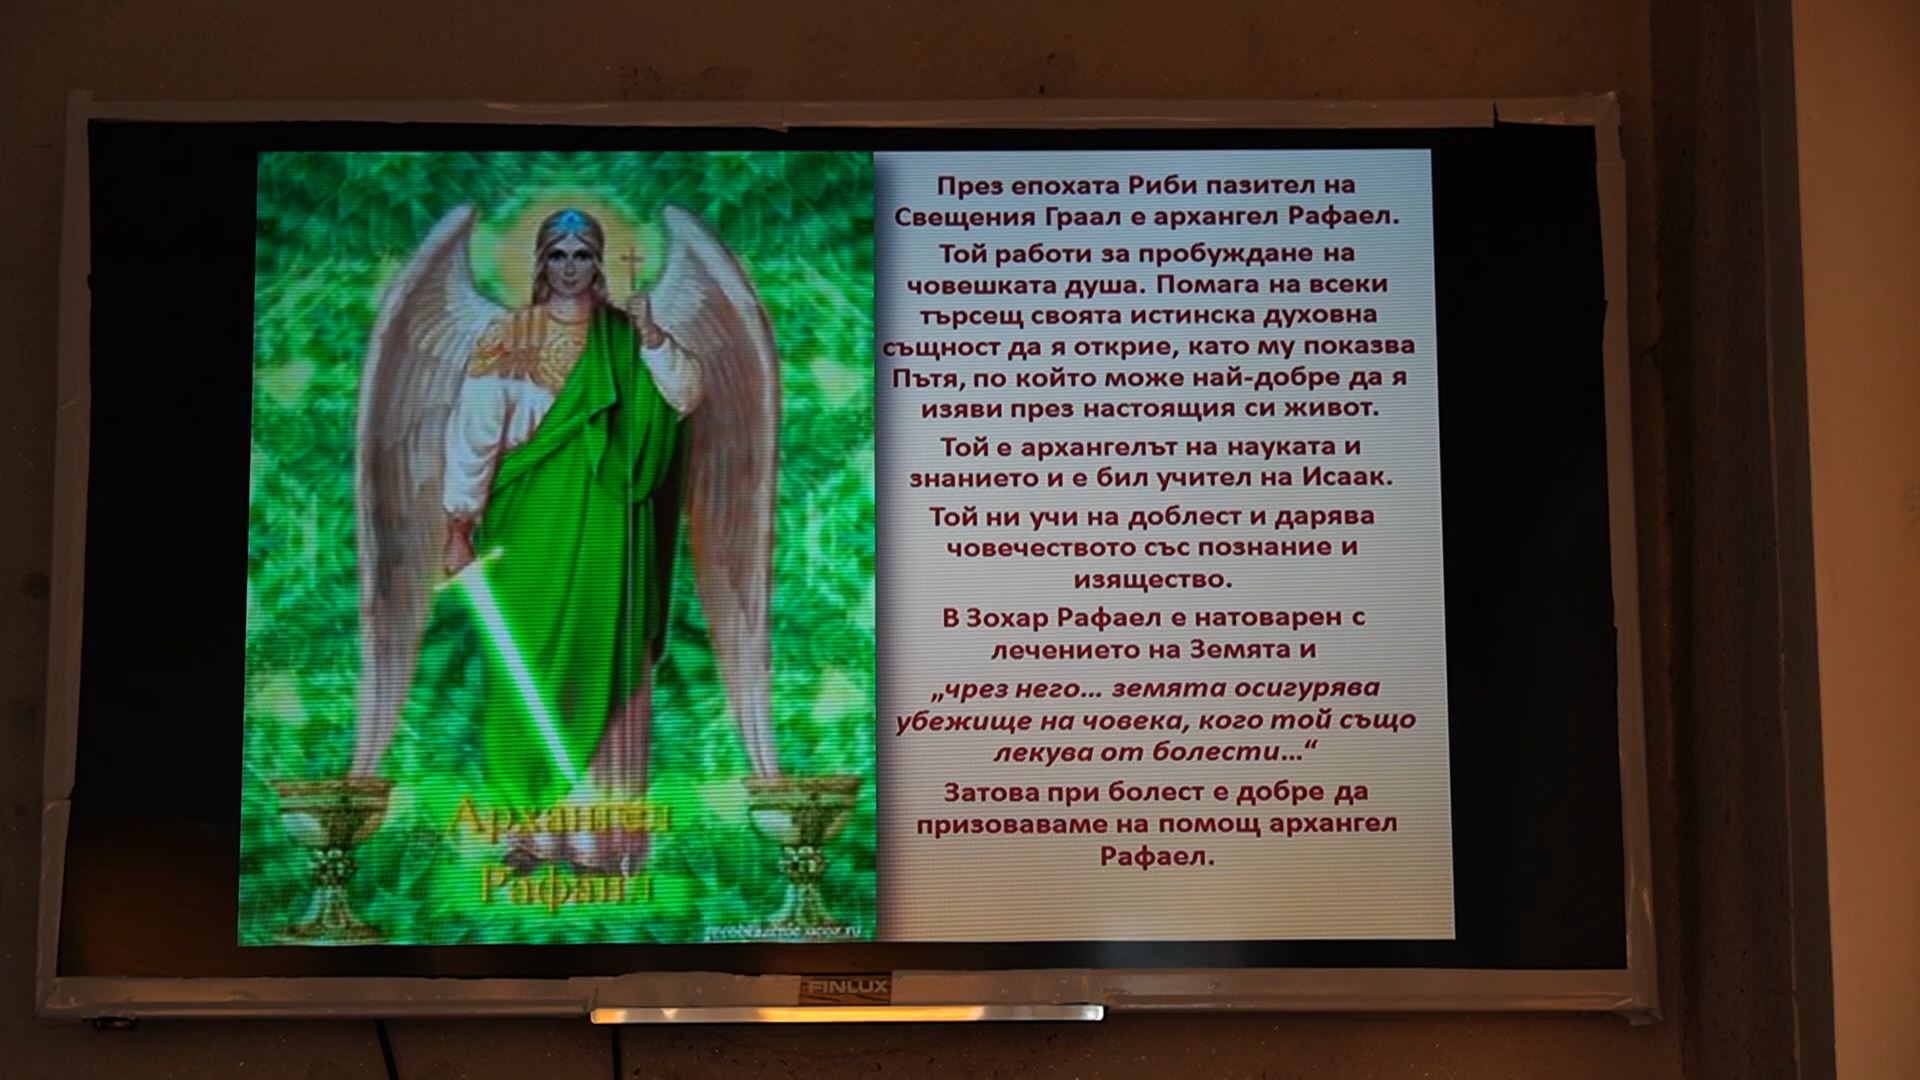 През епохата Риби пазител на
Свещения Граал е архангел Рафаел.
Той работи за пробуждане на
човешката душа. Помага на всеки
търсещ своята истинска духовна
същност да я открие, като му показва
Пътя, по който може най-добре да я
изяви през настоящия си живот.
Той е архангелът на науката и
знанието и е бил учител на Исаак.
Той ни учи на доблест и дарява
човечеството със познание и
изящество.
В Зохар Рафаел е натоварен с
лечението на Земята и
„чрез него... земята осигурява
убежище на човека, кого той също
лекува от болести...“
Затова при болест е добре да
призоваваме на помощ архангел
Рафаел.
Архангел
Рафаил
FINLUX